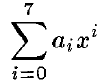 \sum_{i=0}^{7} a_i x^i